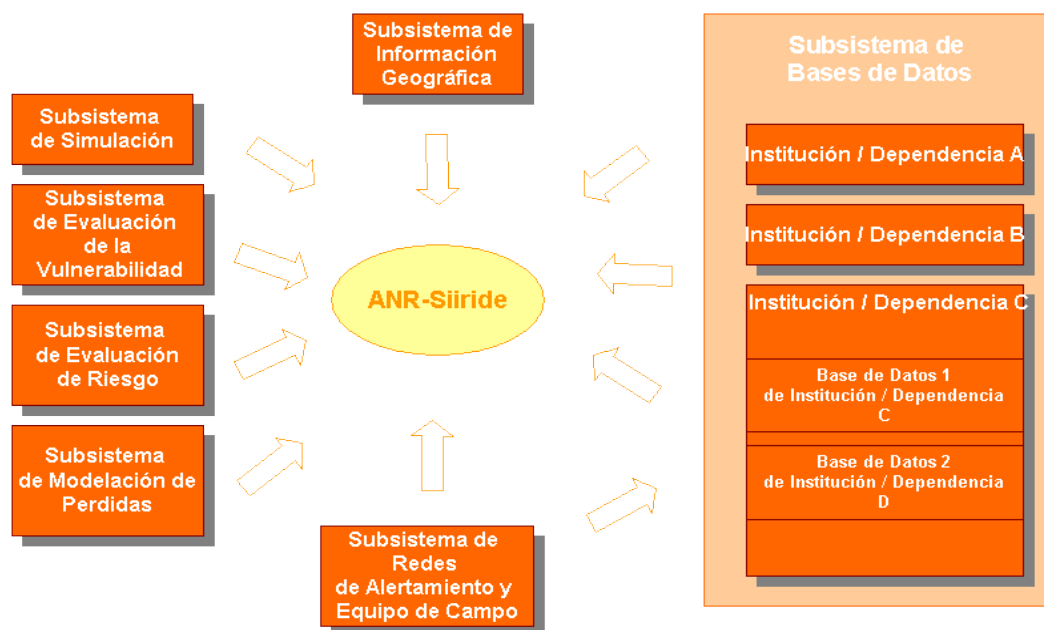 Subsistema de
Información
Geográfica
Subsistema de
Bases de Datos
Subsistema
de Simulación
Institución / Dependencia A
Subsistema
de Evaluación
de la
Vulnerabilidad
Institución / Dependencia B
ANR-Siiride
Institución / Dependencia C
Subsistema
de Evaluación
de Riesgo
Base de Datos 1
de Institución / Dependencia
C
Subsistema
de Modelación de
Perdidas
Base de Datos 2
de Institución / Dependencia
D
Subsistema de
Redes
de Alertamiento y
Equipo de Campo